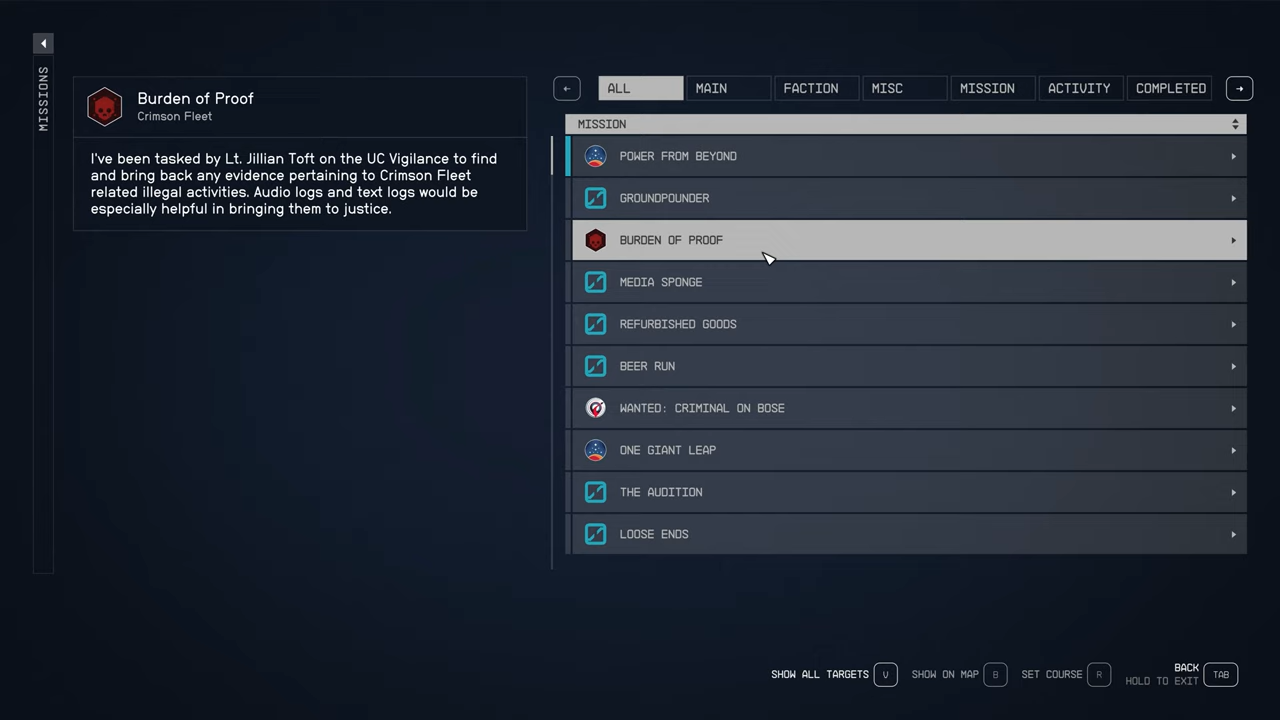 MISSIONS
Burden of Proof
Crimson Fleet
I've been tasked by Lt. Jillian Toft on the UC Vigilance to find
and bring back any evidence pertaining to Crimson Fleet
related illegal activities. Audio logs and text logs would be
especially helpful in bringing them to justice.
ALL MAIN FACTION MISC MISSION ACTIVITY COMPLETED
MISSION
POWER FROM BEYOND
GROUNDPOUNDER
BURDEN OF PROOF
MEDIA SPONGE
REFURBISHED GOODS
BEER RUN
WANTED: CRIMINAL ON BOSE
ONE GIANT LEAP
THE AUDITION
LOOSE ENDS
SHOW ALL TARGETS V SHOW ON MAP B SET COURSE R BACK TAB
HOLD TO EXIT